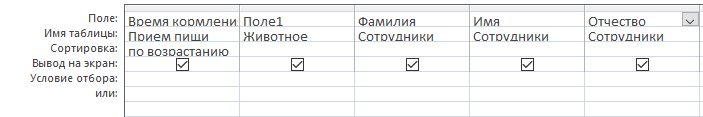 Поле: Время кормлени Поле1 Фамилия Имя Отчество
Имя таблицы: Прием пищи Животное Сотрудники Сотрудники Сотрудники
Сортировка: по возрастанию
Вывод на экран:
Условие отбора:
или: